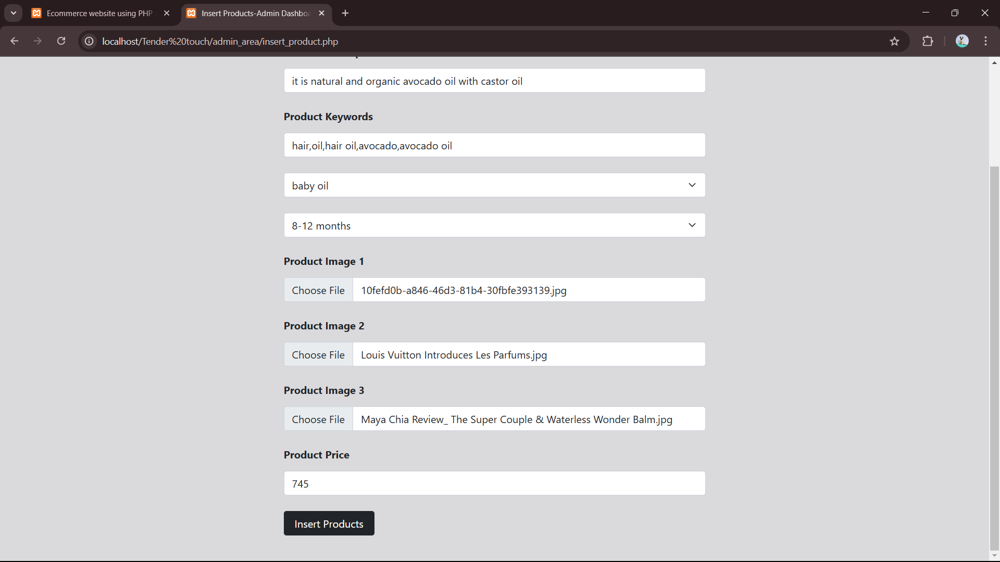 Ecommerce website using PHP
Insert Products-Admin Dashboa
localhost/Tender%20touch/admin_area/insert_product.php
it is natural and organic avocado oil with castor oil
Product Keywords
hair,oil,hair oil,avocado,avocado oil
baby oil
8-12 months
Product Image 1
Choose File 10fefd0b-a846-46d3-81b4-30fbfe393139.jpg
Product Image 2
Choose File Louis Vuitton Introduces Les Parfums.jpg
Product Image 3
Choose File Maya Chia Review_ The Super Couple & Waterless Wonder Balm.jpg
Product Price
745
Insert Products